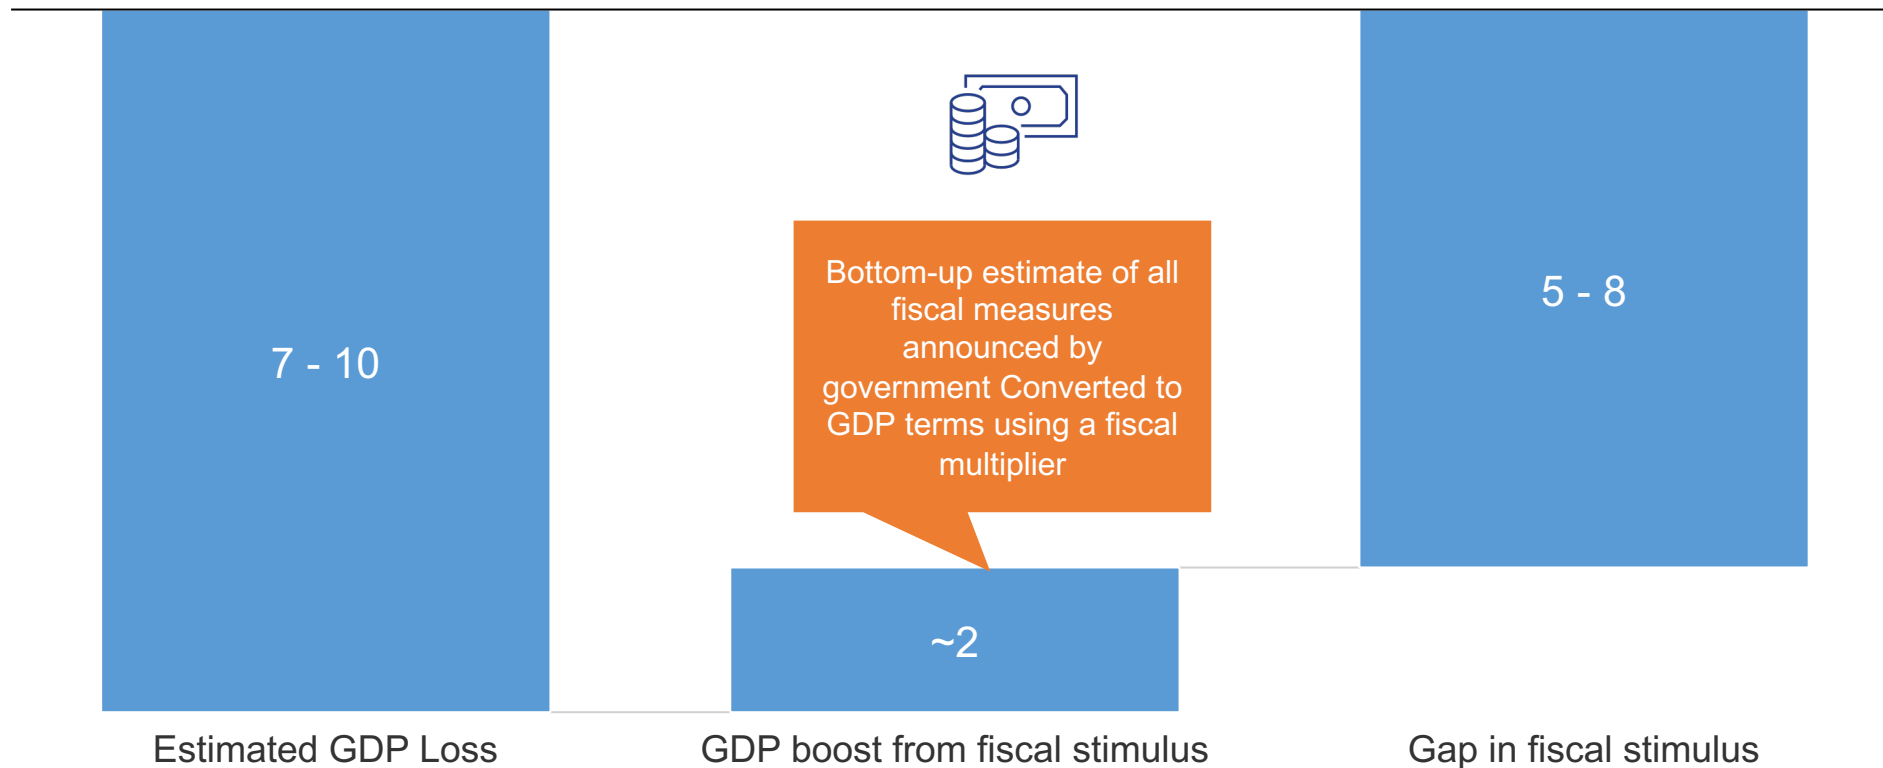 Bottom-up estimate of all
fiscal measures
announced by
government Converted to
GDP terms using a fiscal
multiplier
5 - 8
7 - 10
~2
Estimated GDP Loss
GDP boost from fiscal stimulus
Gap in fiscal stimulus